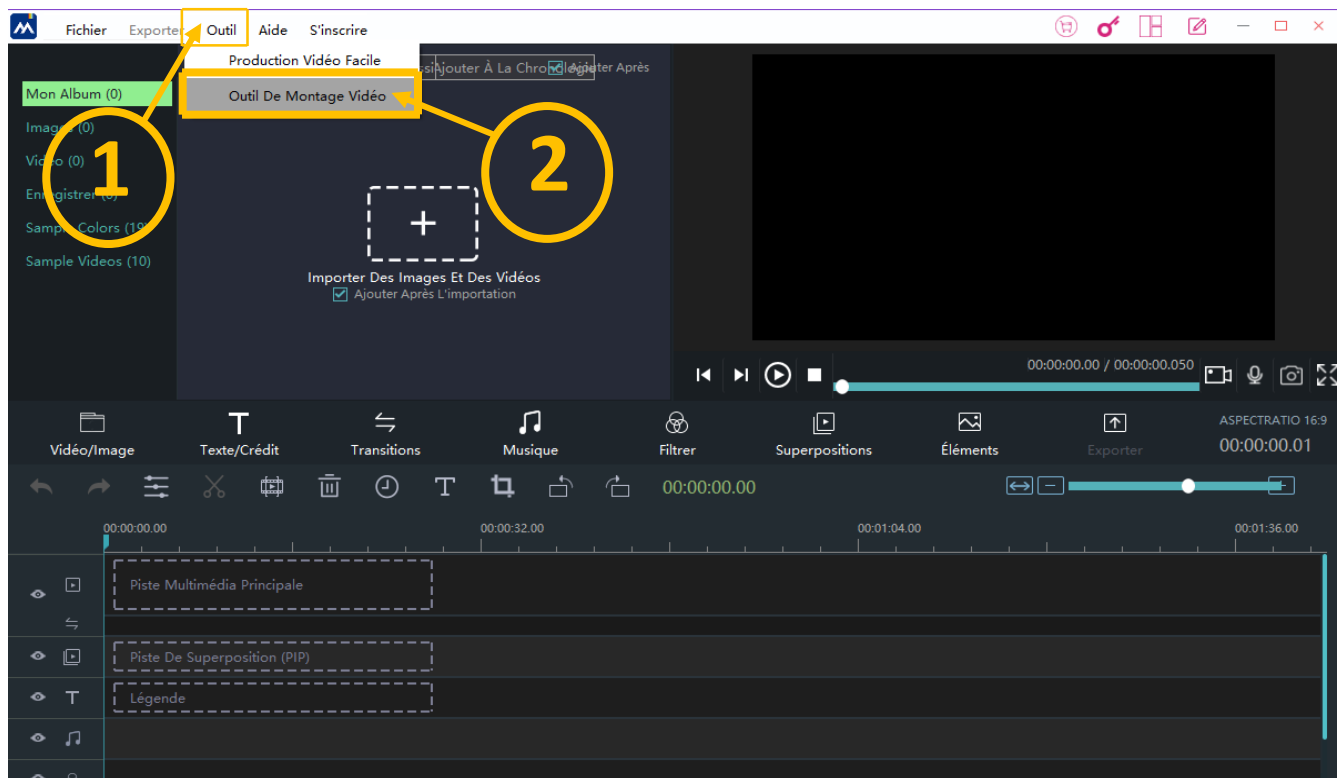 Fichier Exporter Outil Aide S'inscrire
Production Vidéo Facile
Ajouter À La Chronologie
Ajouter Après
Outil De Montage Vidéo
1
2
Mon Album (0)
Images (0)
Vidéo (0)
Enregistrer (0)
Sample Colors (19)
Sample Videos (10)
Importer Des Images Et Des Vidéos
Ajouter Après L'importation
00:00:00.00 / 00:00:00.050
Vidéo/Image Texte/Crédit Transitions Musique Filtrer Superpositions Éléments Exporter
ASPECTRATIO 16:9
00:00:00.01
00:00:00.00
00:00:00.00 00:00:32.00 00:01:04.00 00:01:36.00
Piste Multimédia Principale
Piste De Superposition (PIP)
Légende